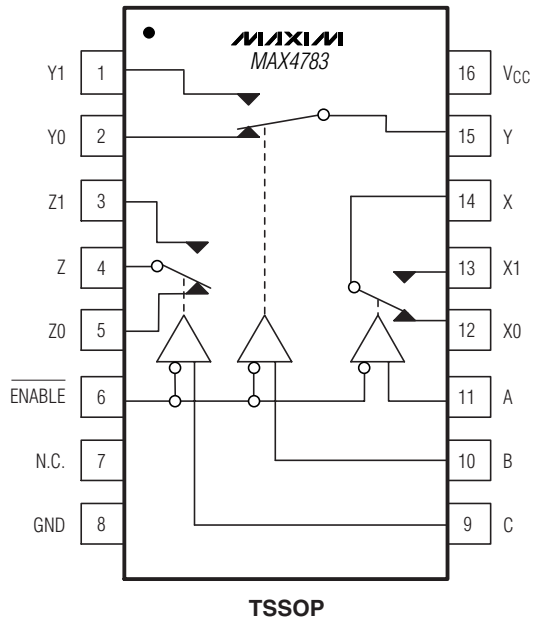 MAXIM
MAX4783
Y1 1
16 VCC
Y0 2
15 Y
Z1 3
14 X
Z 4
13 X1
Z0 5
12 X0
ENABLE 6
11 A
N.C. 7
10 B
GND 8
9 C
TSSOP